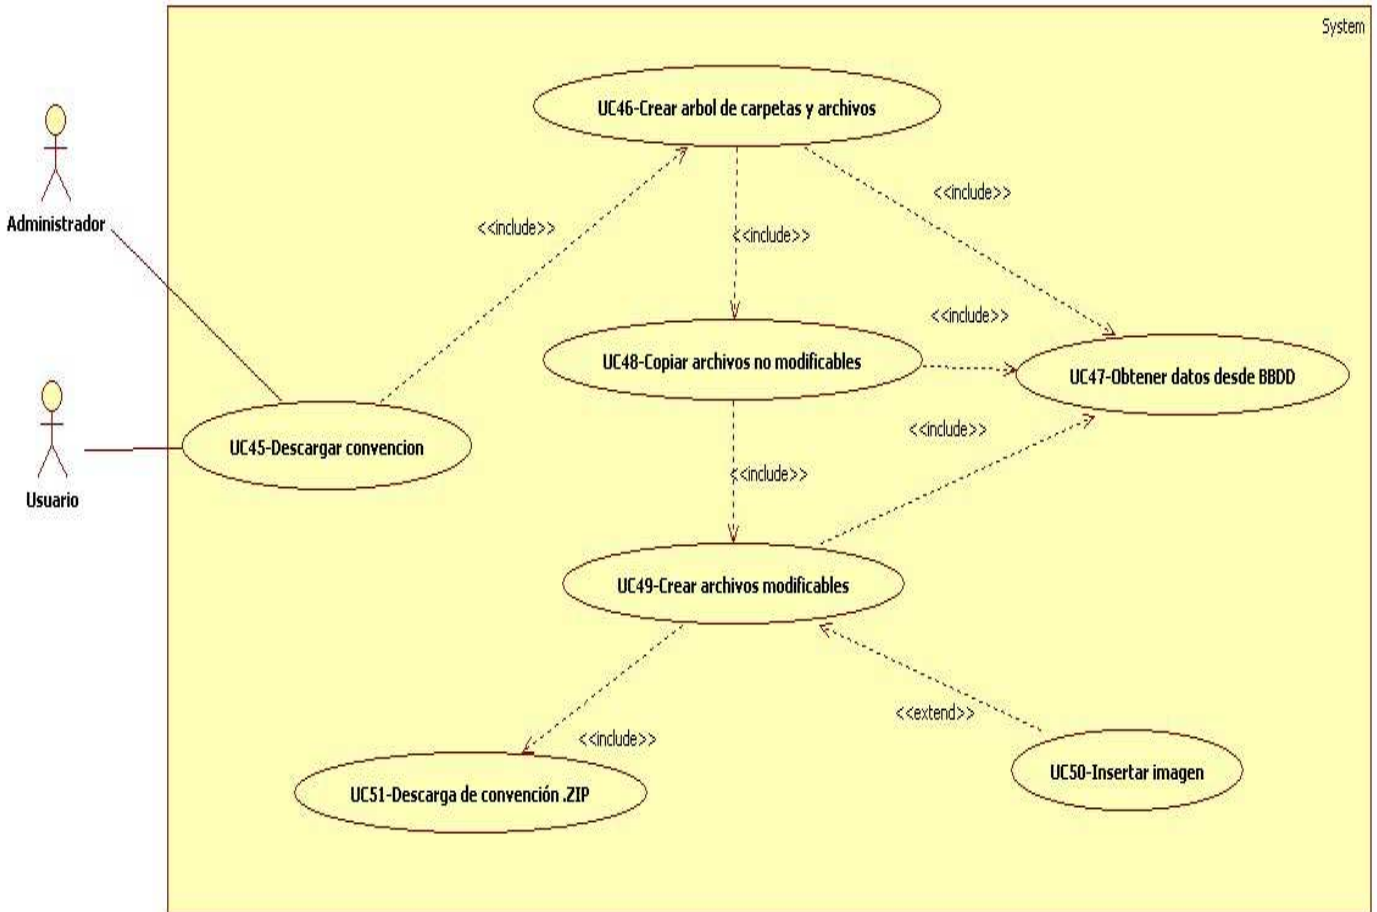 System
UC46-Crear arbol de carpetas y archivos
<<include>>
Administrador
<<include>>
<<include>>
<<include>>
UC48-Copiar archivos no modificables
UC47-Obtener datos desde BBDD
<<include>>
UC45-Descargar convencion
<<include>>
Usuario
UC49-Crear archivos modificables
<<extend>>
<<include>>
UC50-Insertar imagen
UC51-Descarga de convención .ZIP